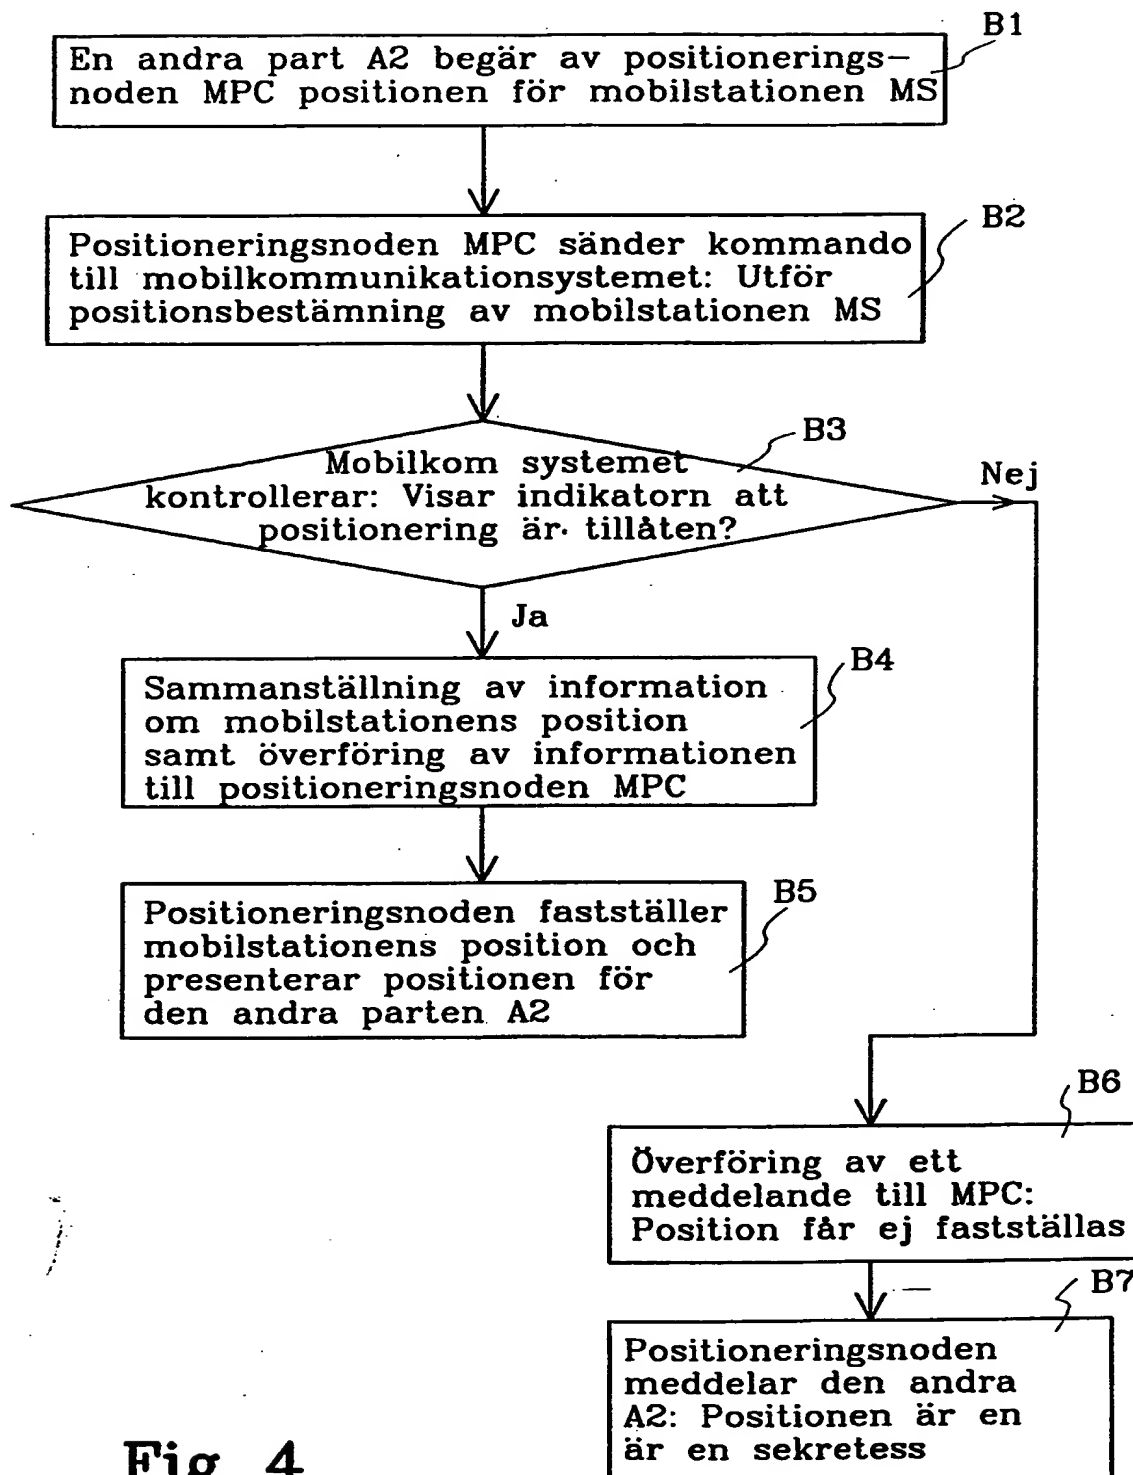 B1
En andra part A2 begär av positionerings-
noden MPC positionen för mobilstationen MS
B2
Positioneringsnoden MPC sänder kommando
till mobilkommunikationsystemet: Utför
positionsbestämning av mobilstationen MS
B3
Mobilkom systemet
kontrollerar: Visar indikatorn att
positionering är tillåten?
Nej
Ja
B4
Sammanställning av information
om mobilstationens position
samt överföring av informationen
till positioneringsnoden MPC
B5
Positioneringsnoden fastställer
mobilstationens position och
presenterar positionen för
den andra parten A2
B6
Överföring av ett
meddelande till MPC:
Position får ej fastställas
B7
Positioneringsnoden
meddelar den andra
A2: Positionen är en
är en sekretess
Fig 4